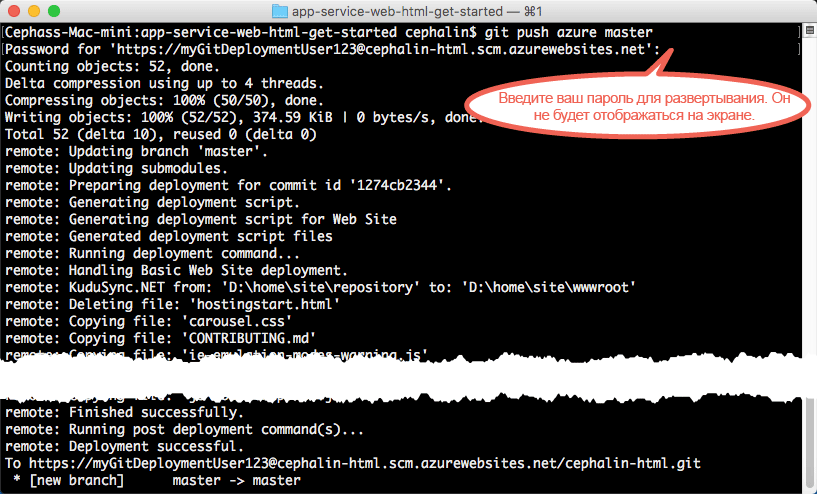 app-service-web-html-get-started — ⌘1
[Cephass-Mac-mini:app-service-web-html-get-started cephalin$ git push azure master ]
[Password for 'https://myGitDeploymentUser123@cephalin-html.scm.azurewebsites.net': ]
Counting objects: 52, done.
Delta compression using up to 4 threads.
Compressing objects: 100% (50/50), done.
Writing objects: 100% (52/52), 374.59 KiB | 0 bytes/s, done.
Total 52 (delta 10), reused 0 (delta 0)
Введите ваш пароль для развертывания. Он
не будет отображаться на экране.
remote: Updating branch 'master'.
remote: Updating submodules.
remote: Preparing deployment for commit id '1274cb2344'.
remote: Generating deployment script.
remote: Generating deployment script for Web Site
remote: Generated deployment script files
remote: Running deployment command...
remote: Handling Basic Web Site deployment.
remote: KuduSync.NET from: 'D:\home\site\repository' to: 'D:\home\site\wwwroot'
remote: Deleting file: 'hostingstart.html'
remote: Copying file: 'carousel.css'
remote: Copying file: 'CONTRIBUTING.md'
remote: Copying file: 'ie-emulation-modes-warning.js'
remote: Finished successfully.
remote: Running post deployment command(s)...
remote: Deployment successful.
To https://myGitDeploymentUser123@cephalin-html.scm.azurewebsites.net/cephalin-html.git
* [new branch] master -> master